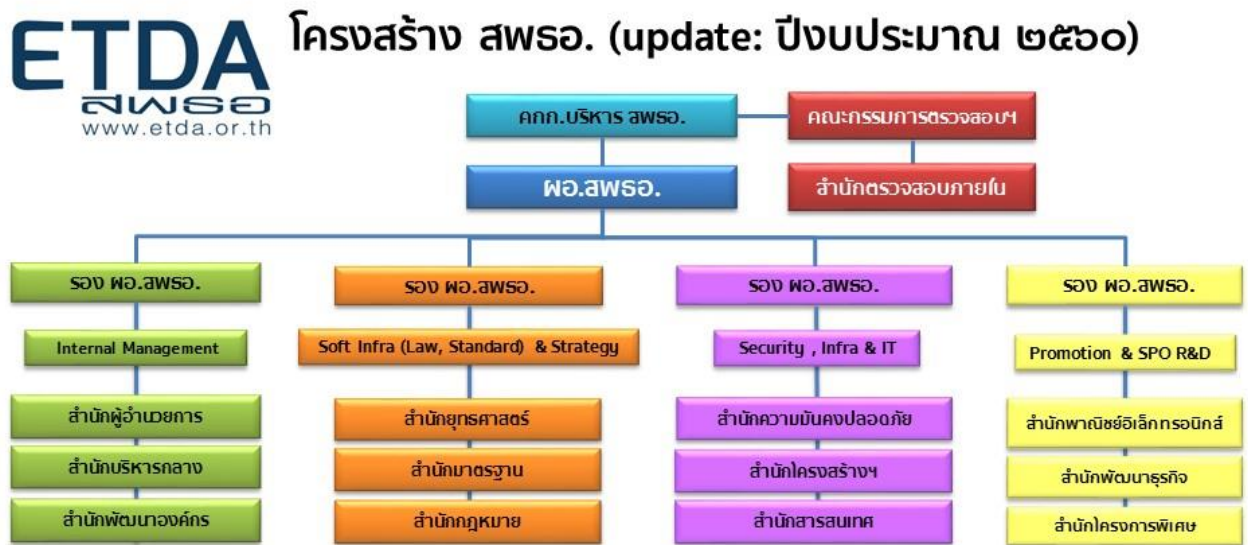 ETDA
สพธอ
www.etda.or.th
โครงสร้าง สพธอ. (update: ปีงบประมาณ ๒๕๖๐)
คกก.บริหาร สพธอ.
คณะกรรมการตรวจสอบฯ
ผอ.สพธอ.
สำนักตรวจสอบภายใน
รอง ผอ.สพธอ.
รอง ผอ.สพธอ.
รอง ผอ.สพธอ.
รอง ผอ.สพธอ.
Internal Management
Soft Infra (Law, Standard) & Strategy
Security , Infra & IT
Promotion & SPO R&D
สำนักผู้อำนวยการ
สำนักยุทธศาสตร์
สำนักความมั่นคงปลอดภัย
สำนักพาณิชย์อิเล็กทรอนิกส์
สำนักบริหารกลาง
สำนักมาตรฐาน
สำนักโครงสร้างฯ
สำนักพัฒนาธุรกิจ
สำนักพัฒนาองค์กร
สำนักกฎหมาย
สำนักสารสนเทศ
สำนักโครงการพิเศษ